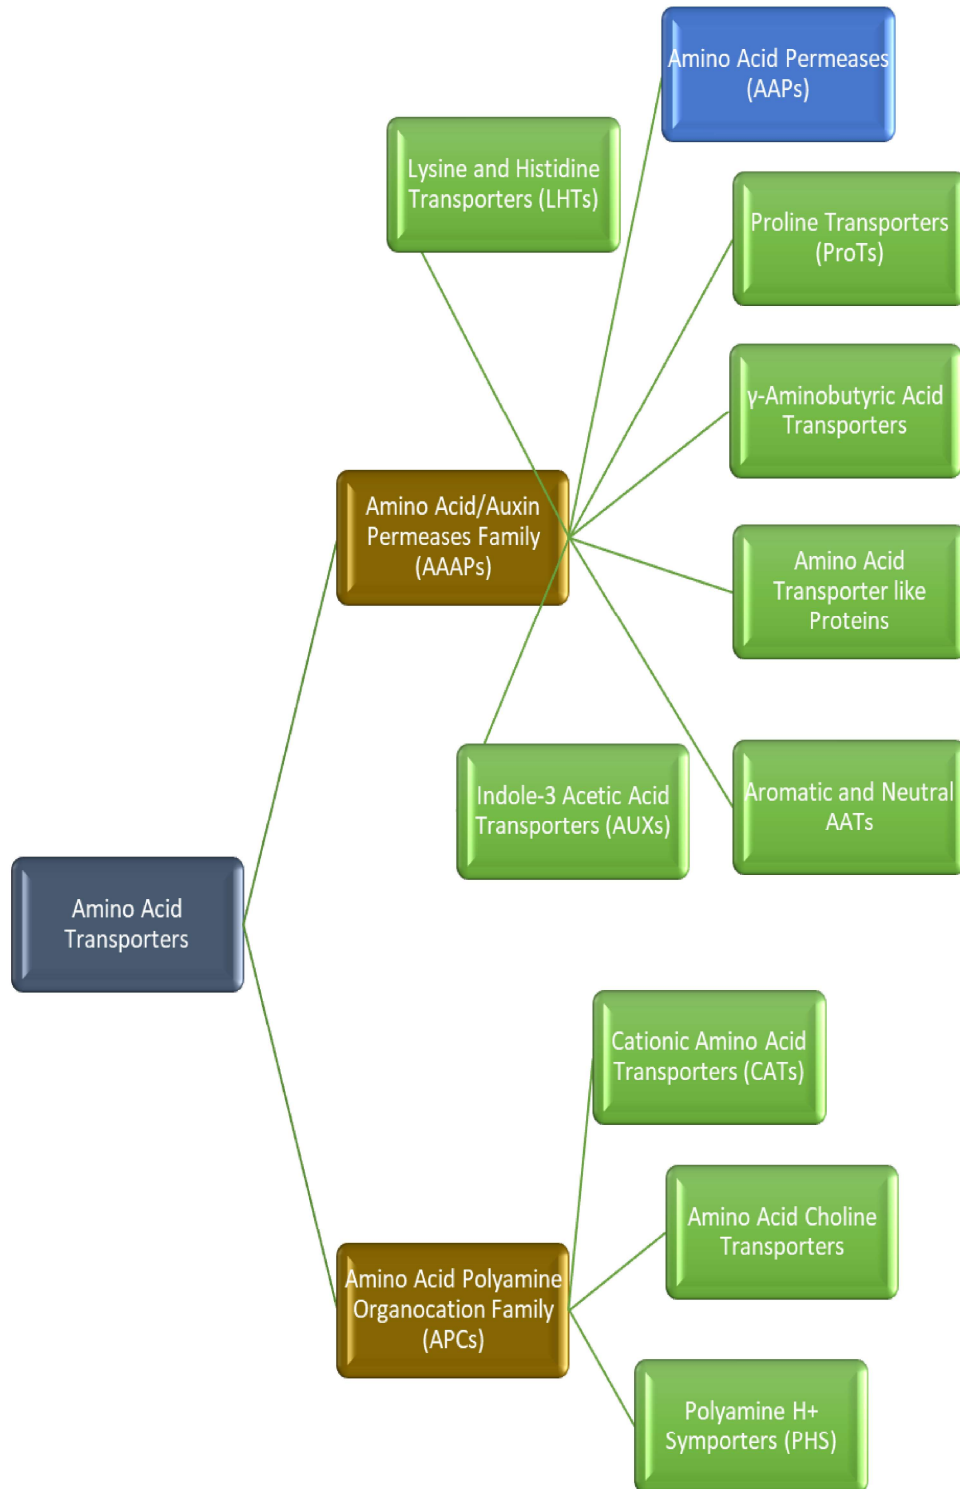 Amino Acid Permeases
(AAPs)
Lysine and Histidine
Transporters (LHTs)
Proline Transporters
(ProTs)
γ-Aminobutyric Acid
Transporters
Amino Acid/Auxin
Permeases Family
(AAAPs)
Amino Acid
Transporter like
Proteins
Indole-3 Acetic Acid
Transporters (AUXs)
Aromatic and Neutral
AATs
Amino Acid
Transporters
Cationic Amino Acid
Transporters (CATs)
Amino Acid Choline
Transporters
Amino Acid Polyamine
Organocation Family
(APCs)
Polyamine H+
Symporters (PHS)